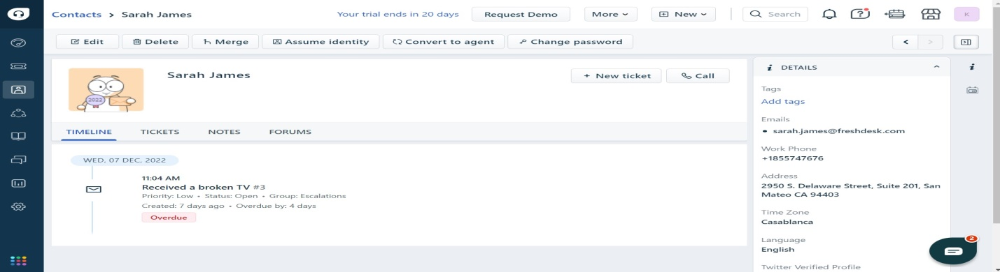 Contacts > Sarah James
Your trial ends in 20 days
Request Demo
More
New
Search
K
Edit
Delete
Merge
Assume identity
Convert to agent
Change password
Sarah James
2022
+ New ticket
Call
TIMELINE
TICKETS
NOTES
FORUMS
WED, 07 DEC, 2022
11:04 AM
Received a broken TV #3
Priority: Low • Status: Open • Group: Escalations
Created: 7 days ago • Overdue by: 4 days
Overdue
DETAILS
Tags
Add tags
Emails
• sarah.james@freshdesk.com
Work Phone
+1855747676
Address
2950 S. Delaware Street, Suite 201, San
Mateo CA 94403
Time Zone
Casablanca
Language
English
Twitter Verified Profile
2